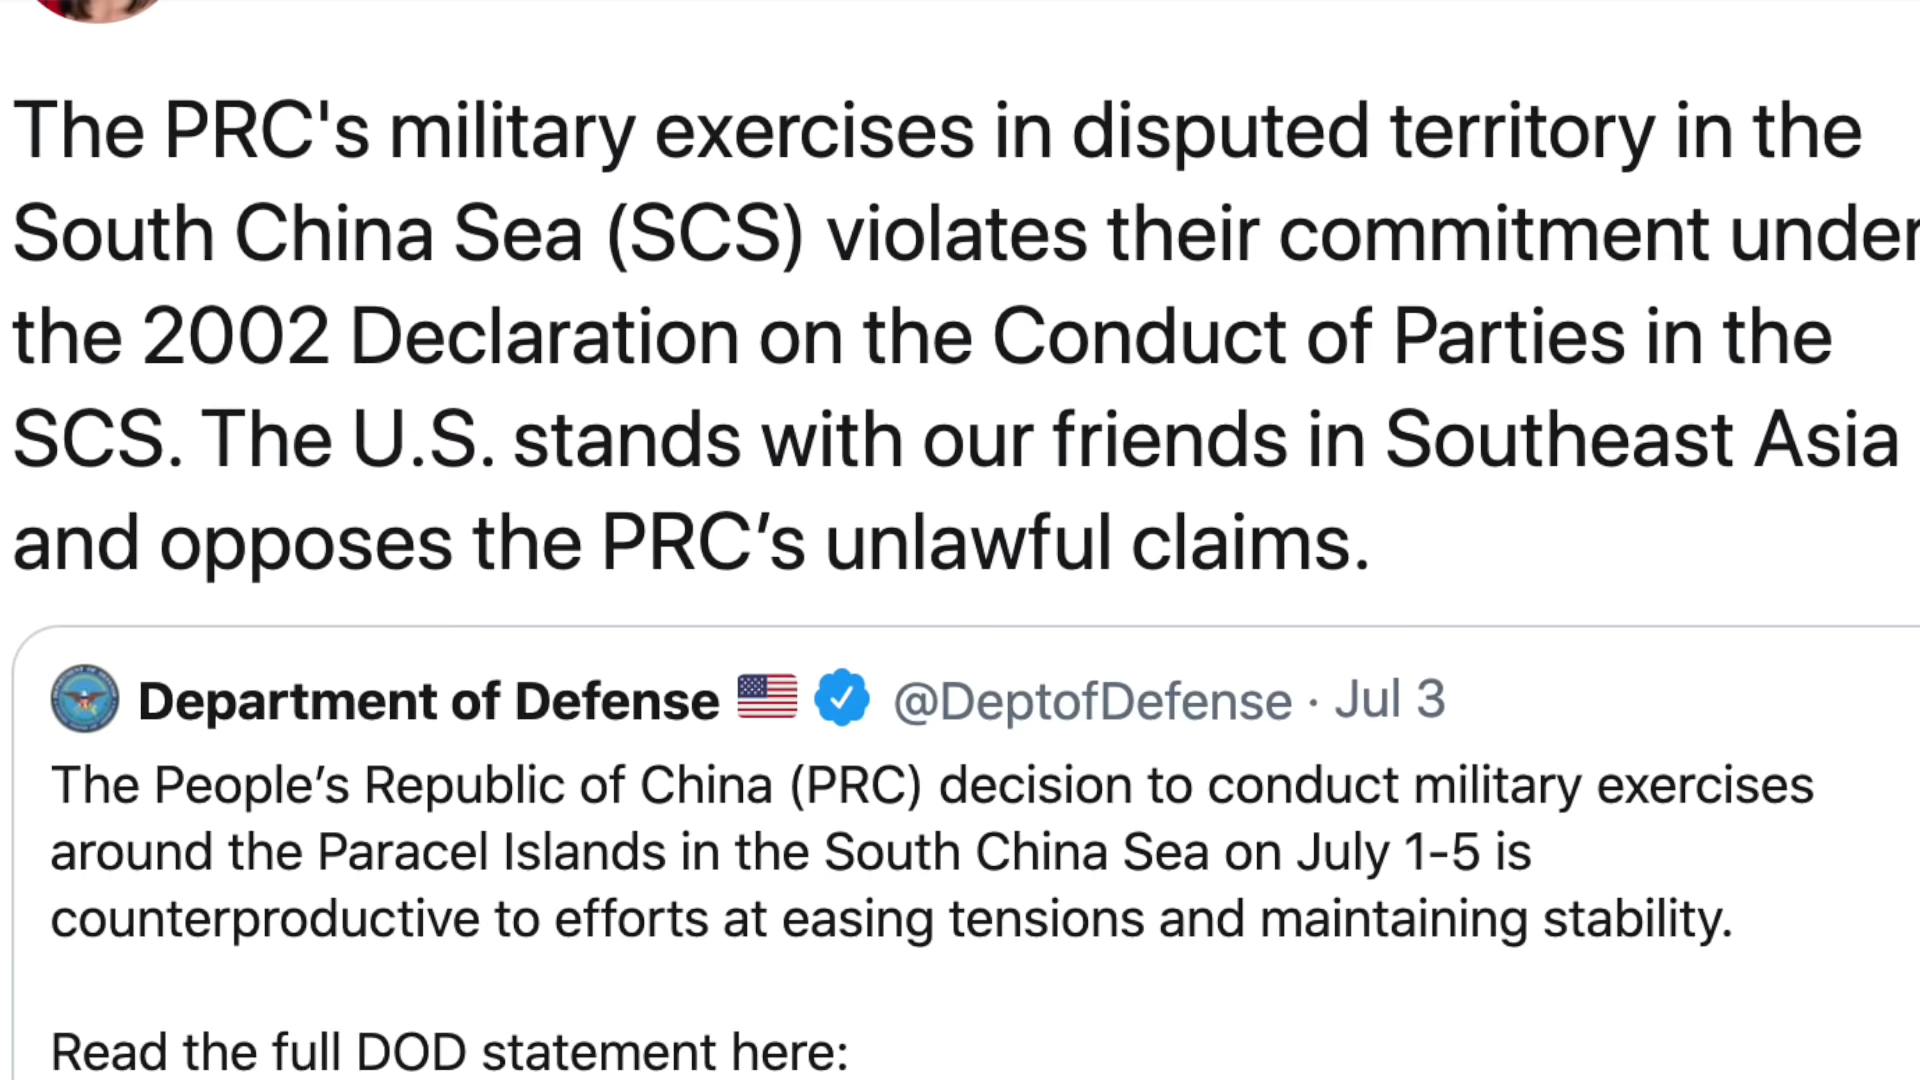 The PRC's military exercises in disputed territory in the
South China Sea (SCS) violates their commitment under
the 2002 Declaration on the Conduct of Parties in the
SCS. The U.S. stands with our friends in Southeast Asia
and opposes the PRC’s unlawful claims.
Department of Defense @DeptofDefense · Jul 3
The People’s Republic of China (PRC) decision to conduct military exercises
around the Paracel Islands in the South China Sea on July 1-5 is
counterproductive to efforts at easing tensions and maintaining stability.
Read the full DOD statement here: